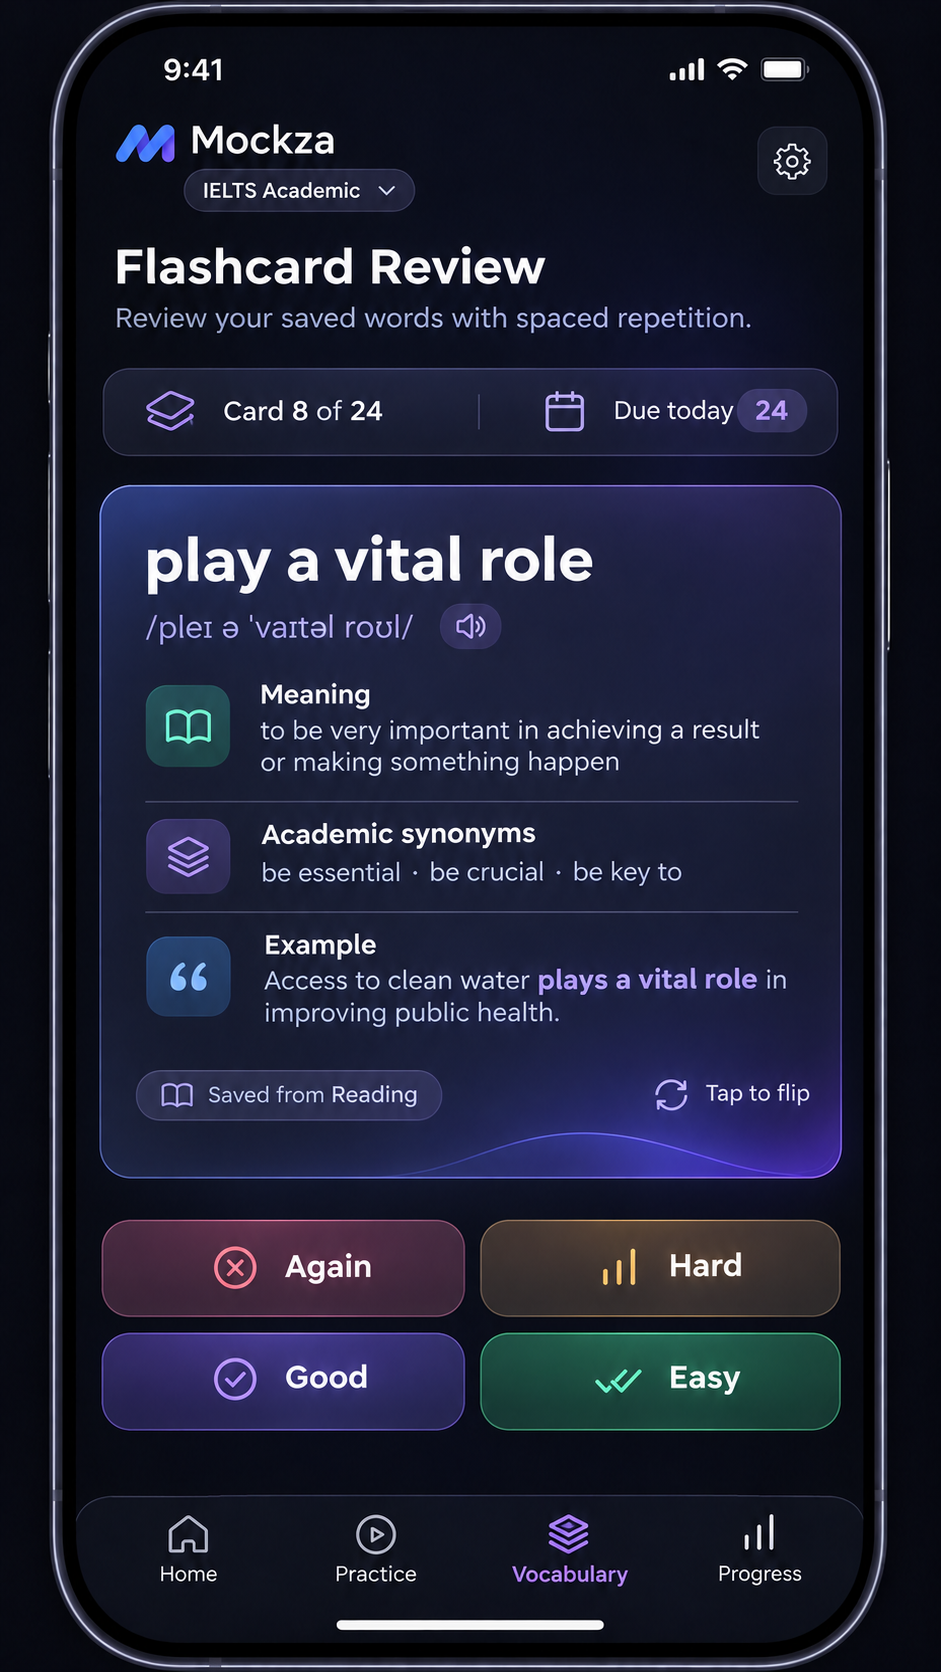 9:41
Mockza
IELTS Academic
Flashcard Review
Review your saved words with spaced repetition.
Card 8 of 24
Due today 24
play a vital role
/pleɪ ə ˈvaɪtəl roʊl/
Meaning
to be very important in achieving a result
or making something happen
Academic synonyms
be essential · be crucial · be key to
Example
Access to clean water plays a vital role in
improving public health.
Saved from Reading
Tap to flip
Again
Hard
Good
Easy
Home
Practice
Vocabulary
Progress